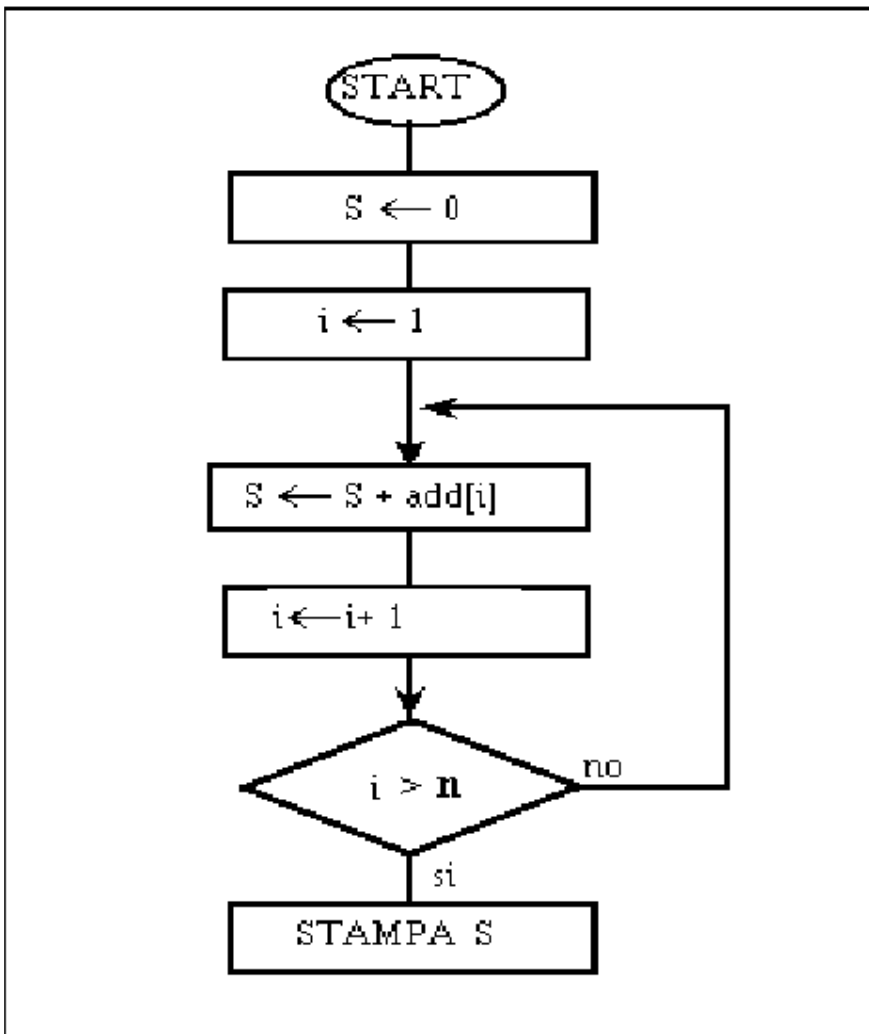 START
S ← 0
i ← 1
S ← S + add[i]
i ← i + 1
i > n
no
si
STAMPA S